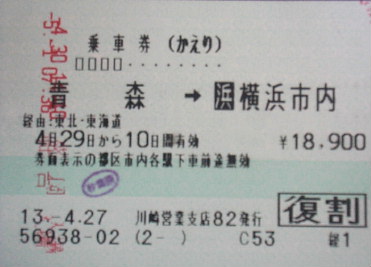 乗車券 (かえり)
□□□□・・・・・・・・
青森 → 浜 横浜市内
経由:東北・東海道
4月29日から10日間有効 ¥18,900
券面表示の都区市内各駅下車前途無効
復割
13.-4.27 川崎営業支店82発行
56938-02 (2- ) C53 経1